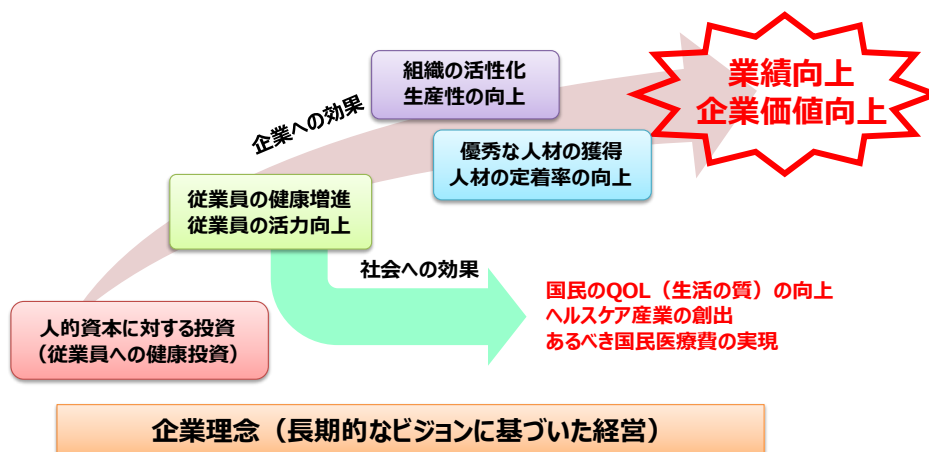 組織の活性化
生産性の向上
業績向上
企業価値向上
企業への効果
優秀な人材の獲得
人材の定着率の向上
従業員の健康増進
従業員の活力向上
社会への効果
国民のQOL（生活の質）の向上
ヘルスケア産業の創出
あるべき国民医療費の実現
人的資本に対する投資
（従業員への健康投資）
企業理念（長期的なビジョンに基づいた経営）